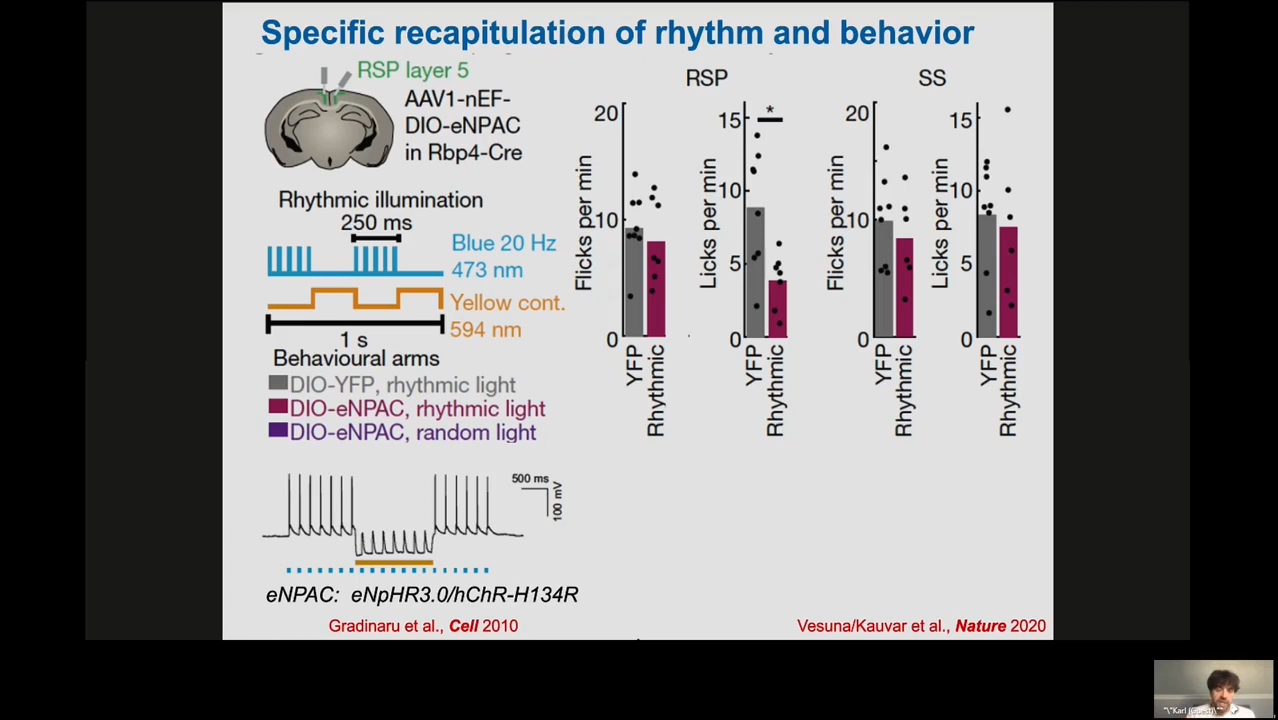 Specific recapitulation of rhythm and behavior
RSP layer 5
AAV1-nEF-
DIO-eNPAC
in Rbp4-Cre
Rhythmic illumination
250 ms
Blue 20 Hz
473 nm
Yellow cont.
594 nm
1 s
Behavioural arms
DIO-YFP, rhythmic light
DIO-eNPAC, rhythmic light
DIO-eNPAC, random light
500 ms
100 mV
eNPAC: eNpHR3.0/hChR-H134R
Gradinaru et al., Cell 2010
RSP
SS
Flicks per min
20
10
0
YFP
Rhythmic
Licks per min
15
10
5
0
*
YFP
Rhythmic
Flicks per min
20
10
0
YFP
Rhythmic
Licks per min
15
10
5
0
YFP
Rhythmic
Vesuna/Kauvar et al., Nature 2020
"\"Karl (Guest)\""